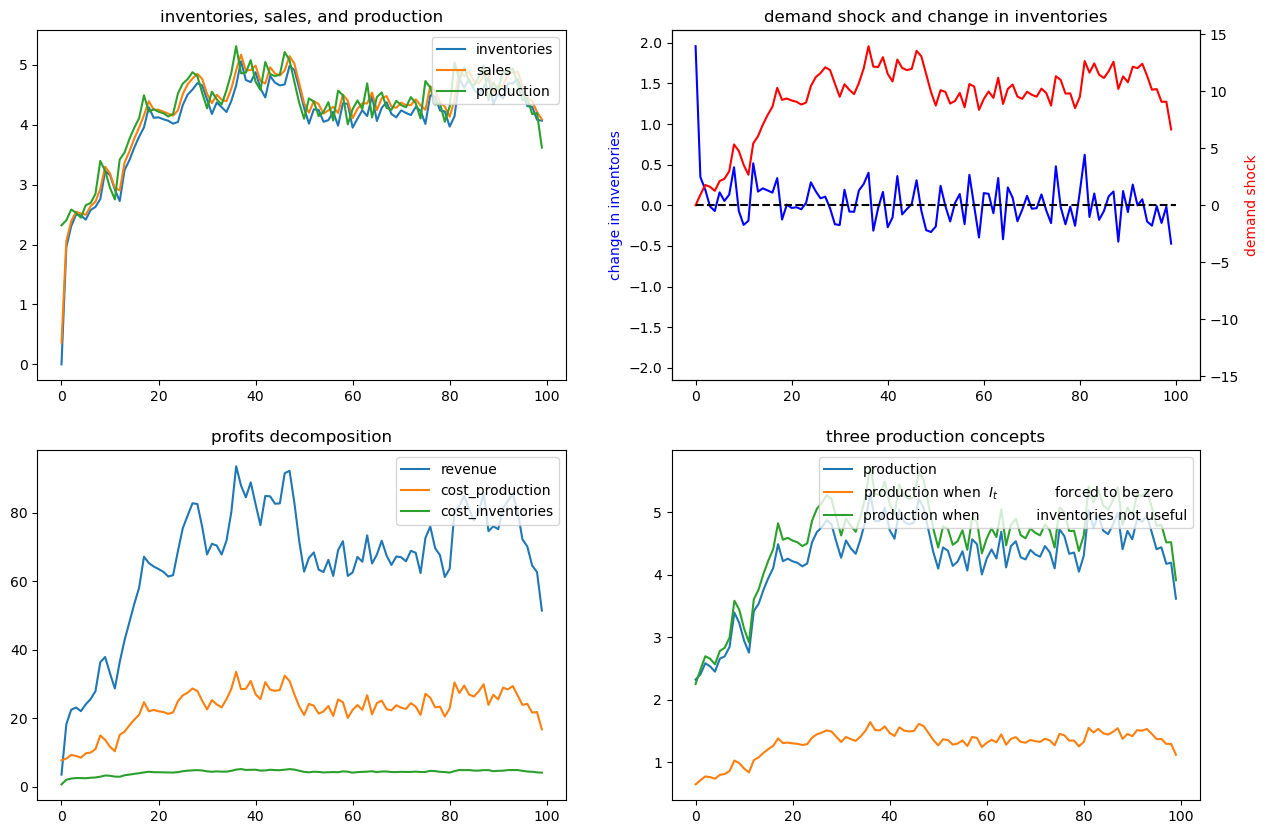 inventories, sales, and production
inventories
sales
production
5
4
3
2
1
0
0 20 40 60 80 100
demand shock and change in inventories
change in inventories
2.0
1.5
1.0
0.5
0.0
−0.5
−1.0
−1.5
−2.0
15
10
5
0
−5
−10
−15
demand shock
0 20 40 60 80 100
profits decomposition
revenue
cost_production
cost_inventories
80
60
40
20
0
0 20 40 60 80 100
three production concepts
production
production when I_t forced to be zero
production when inventories not useful
5
4
3
2
1
0 20 40 60 80 100